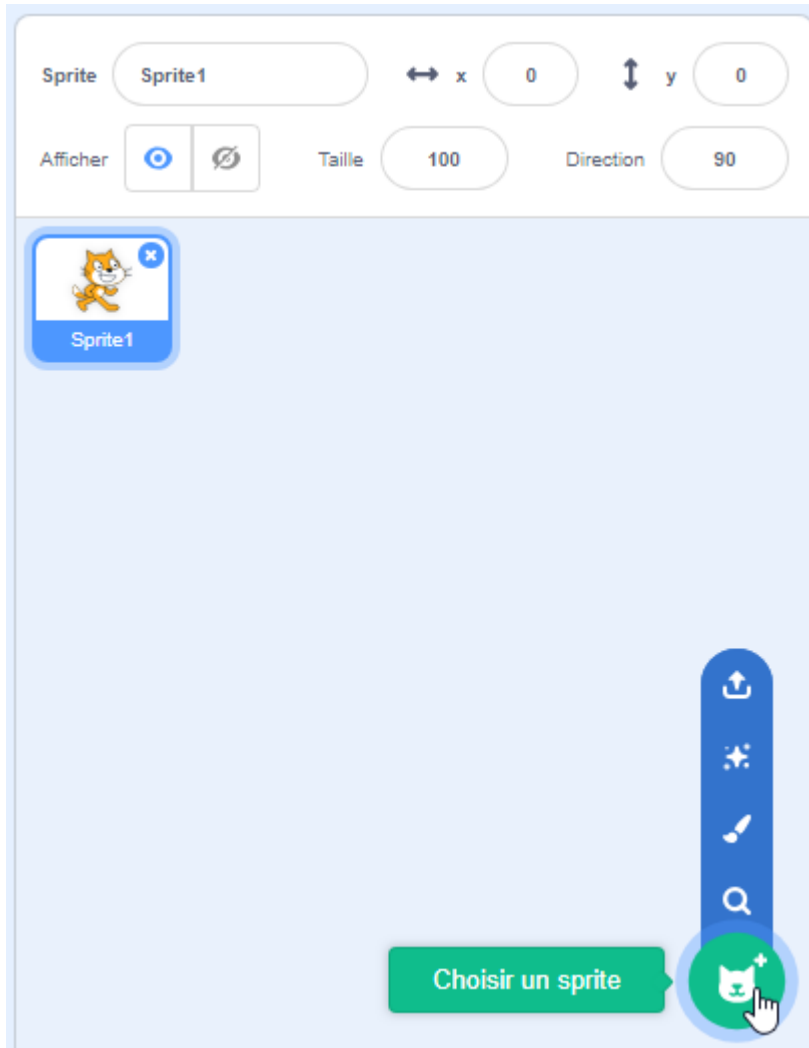 Sprite Sprite1 x 0 y 0
Afficher Taille 100 Direction 90
Sprite1
Choisir un sprite